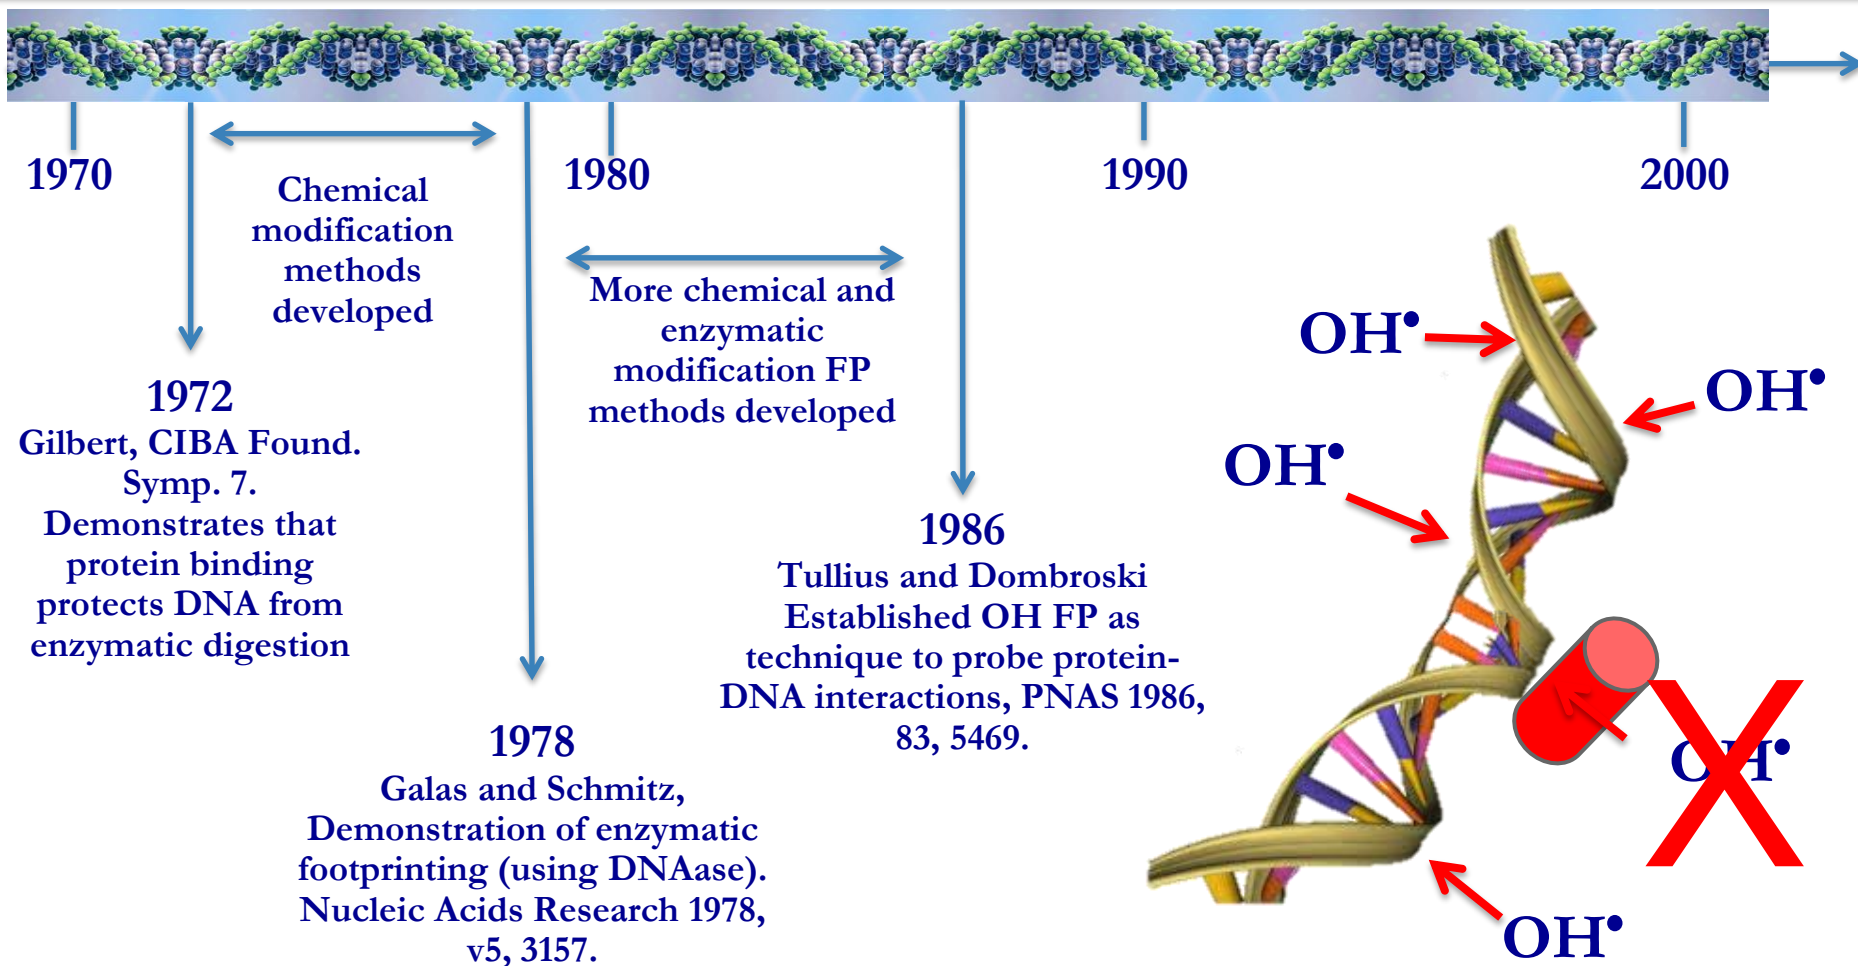 1970
1980
1990
2000
Chemical
modification
methods
developed
More chemical and
enzymatic
modification FP
methods developed
1972
Gilbert, CIBA Found.
Symp. 7.
Demonstrates that
protein binding
protects DNA from
enzymatic digestion
1978
Galas and Schmitz,
Demonstration of enzymatic
footprinting (using DNAase).
Nucleic Acids Research 1978,
v5, 3157.
1986
Tullius and Dombroski
Established OH FP as
technique to probe protein-
DNA interactions, PNAS 1986,
83, 5469.
OH•
OH•
OH•
OH•
X
OH•